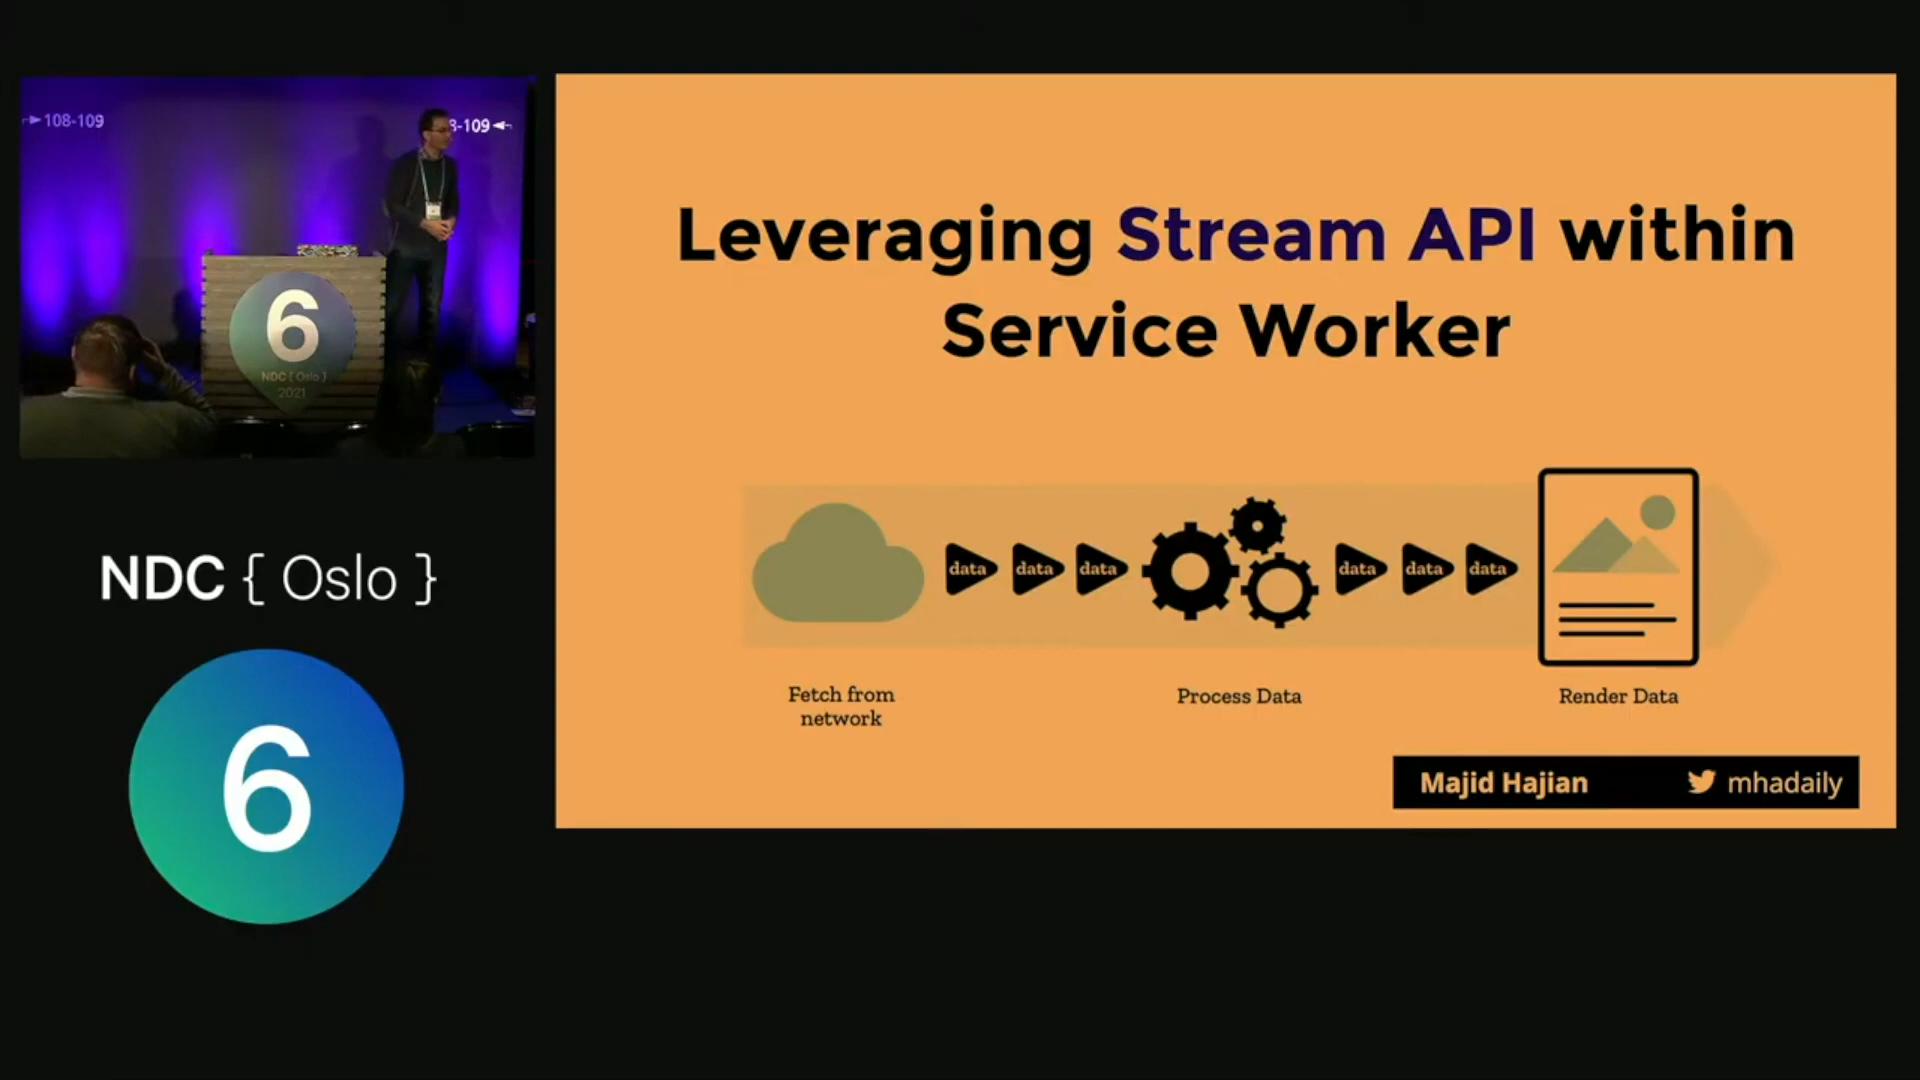 108-109
8-109
6
NDC { Oslo }
2021
NDC { Oslo }
6
Leveraging Stream API within
Service Worker
data data data data data data
Fetch from
network
Process Data
Render Data
Majid Hajian mhadaily